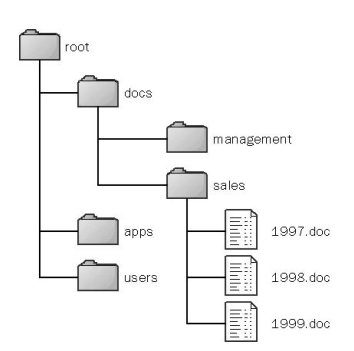 root
docs
management
sales
apps
1997.doc
users
1998.doc
1999.doc